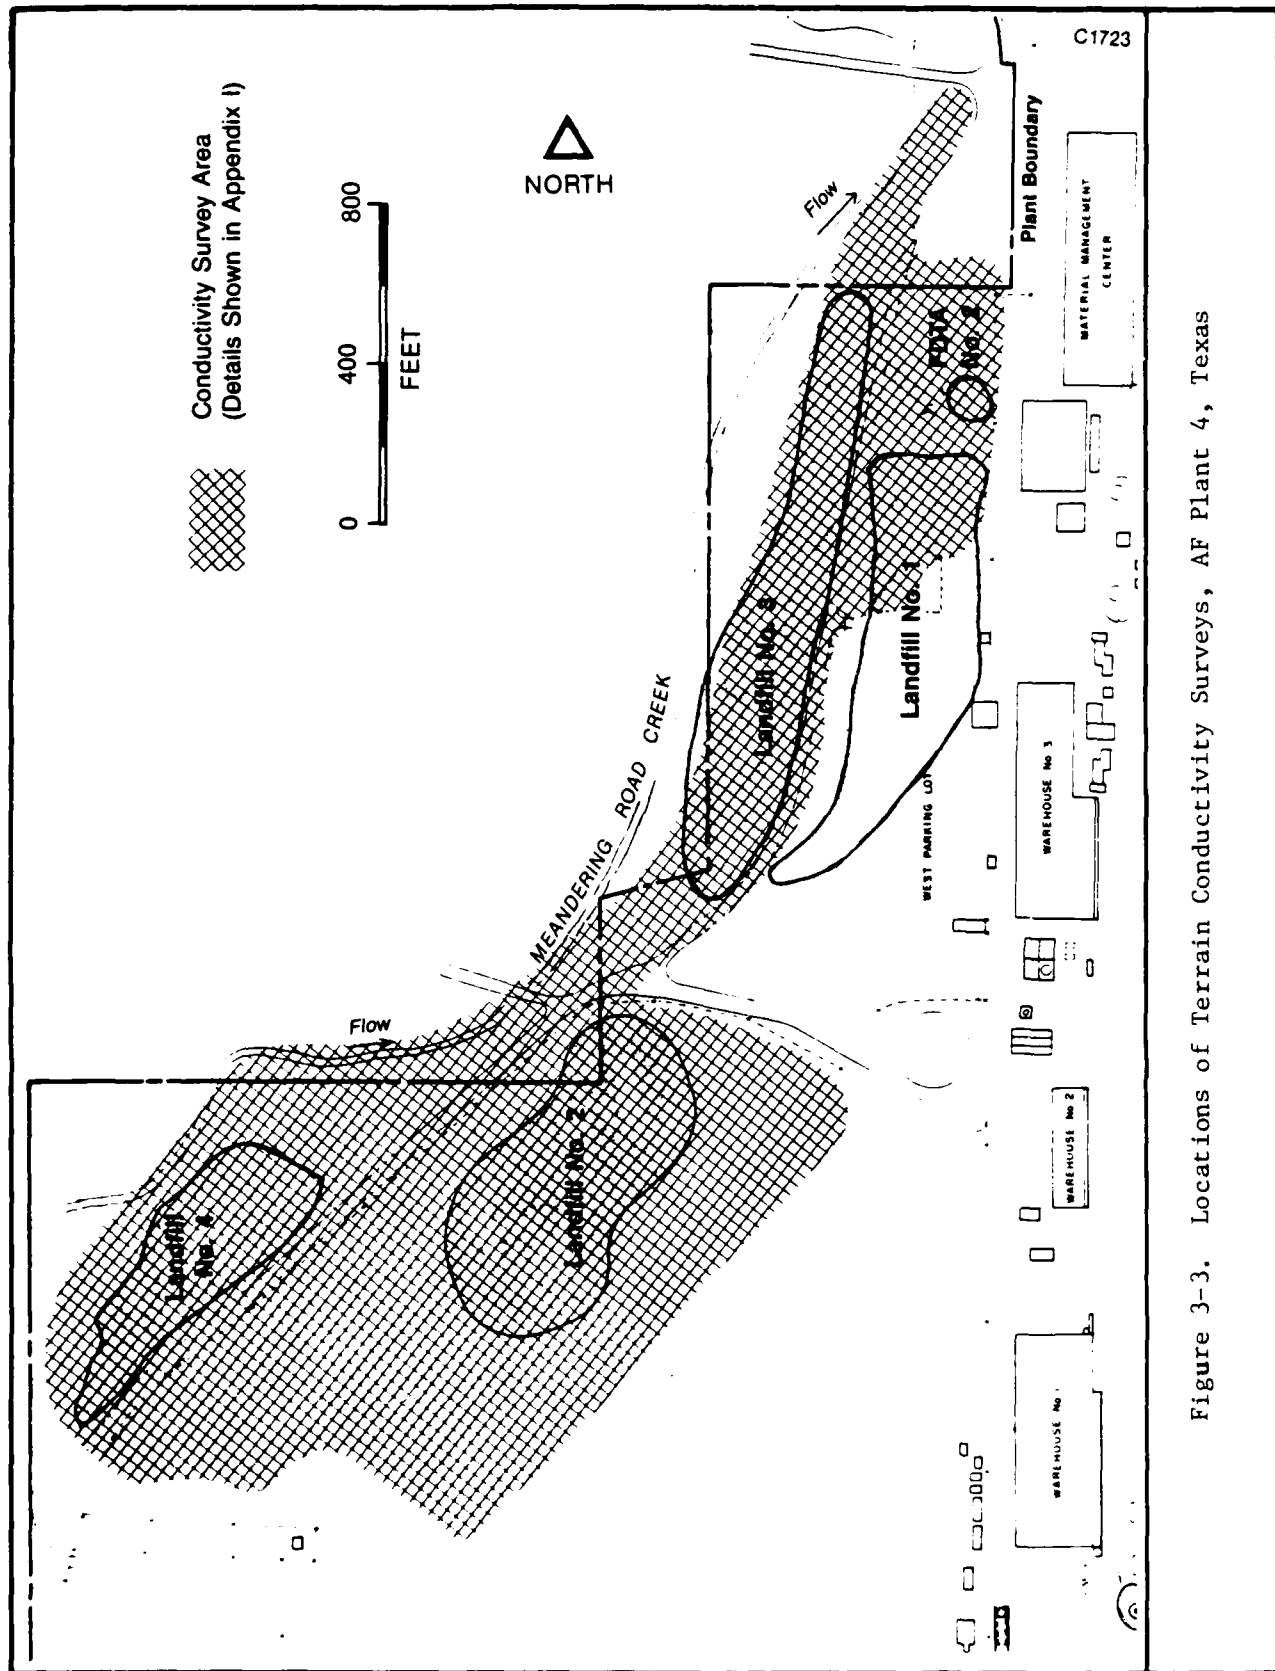 C1723
Conductivity Survey Area
(Details Shown in Appendix I)
0 400 800
FEET
NORTH
Flow
Plant Boundary
MATERIAL MANAGEMENT
CENTER
FDTA
No. 2
Landfill No. 3
Landfill No. 1
MEANDERING ROAD CREEK
WEST PARKING LOT
WAREHOUSE No 3
Flow
Landfill No. 2
Landfill
No. 4
WAREHOUSE No 2
WAREHOUSE No 1
Figure 3-3. Locations of Terrain Conductivity Surveys, AF Plant 4, Texas